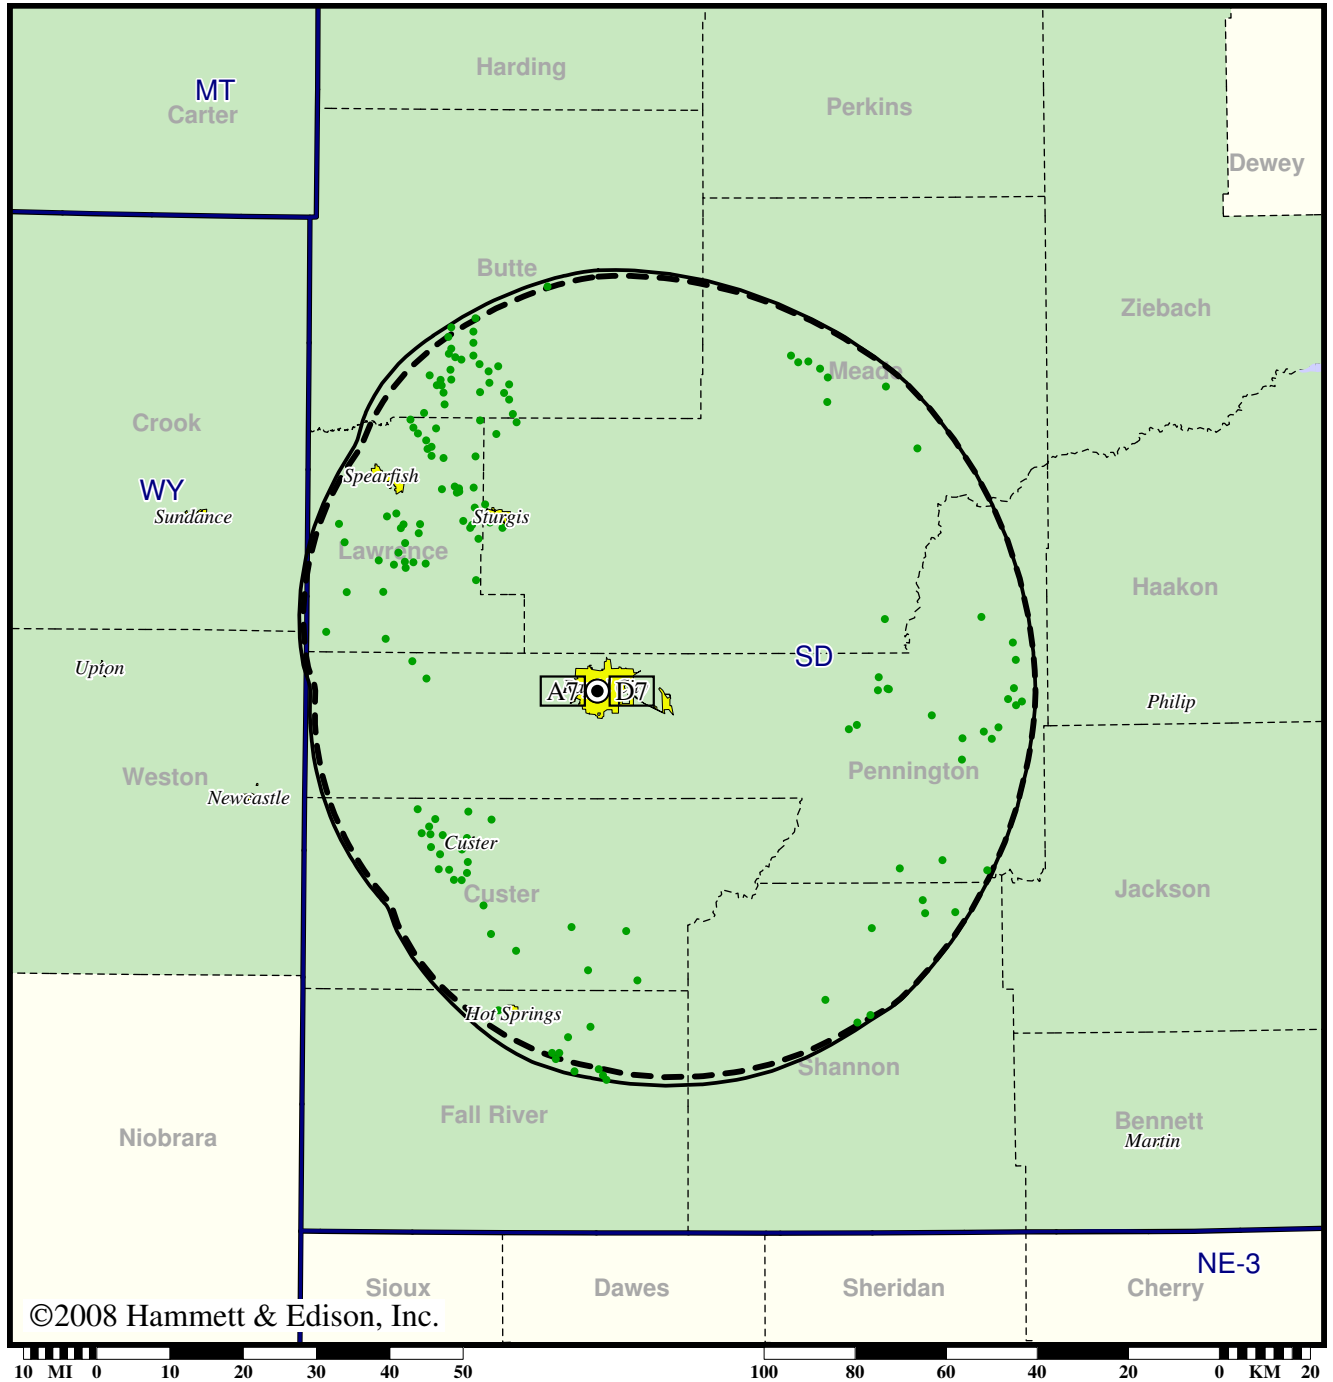 Harding
MT
Carter
Perkins
Dewey
Butte
Ziebach
Meade
Crook
Spearfish
WY
Sundance
Sturgis
Lawrence
Haakon
SD
Upton
A7
D7
Philip
Pennington
Weston
Newcastle
Custer
Custer
Jackson
Hot Springs
Shannon
Fall River
Bennett
Niobrara
Martin
NE-3
Sioux
Dawes
Sheridan
Cherry
©2008 Hammett & Edison, Inc.
10 MI 0 10 20 30 40 50 100 80 60 40 20 0 KM 20